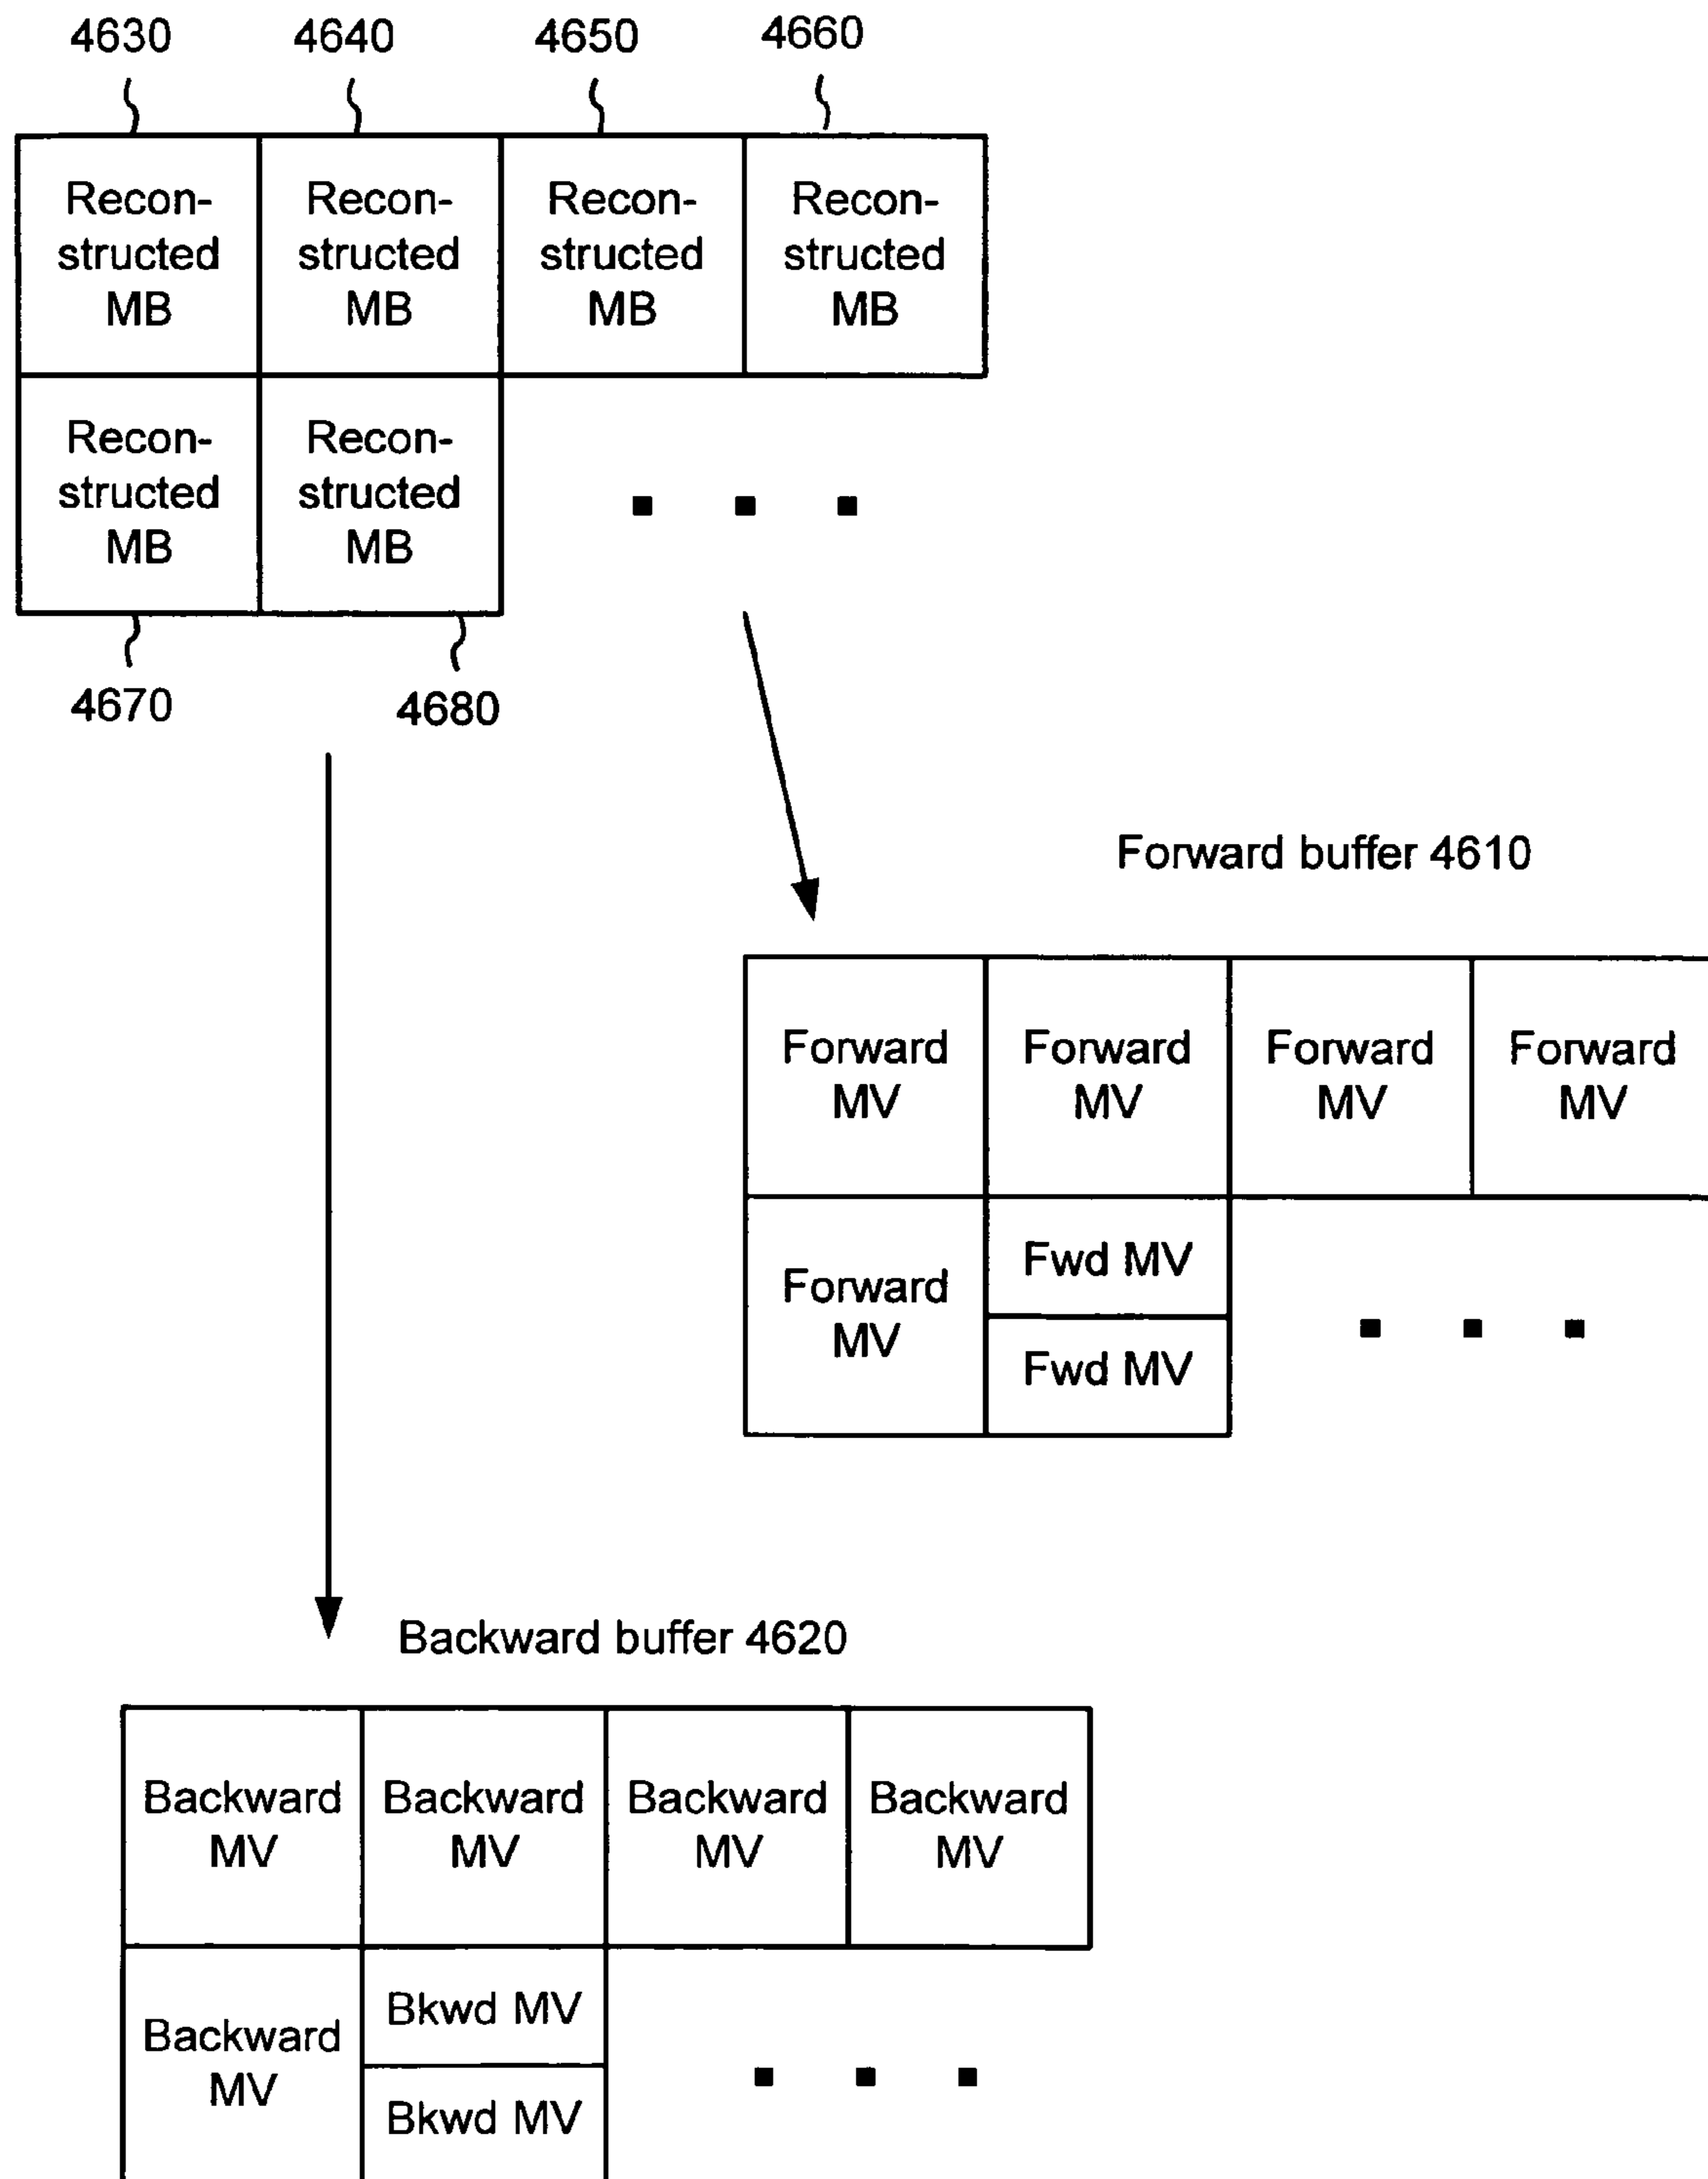 4630 4640 4650 4660
Recon- Recon- Recon- Recon-
structed structed structed structed
MB MB MB MB
Recon- Recon-
structed structed
MB MB
4670 4680
Forward buffer 4610
Forward Forward Forward Forward
MV MV MV MV
Forward
MV
Fwd MV
Fwd MV
Backward buffer 4620
Backward Backward Backward Backward
MV MV MV MV
Backward
MV
Bkwd MV
Bkwd MV